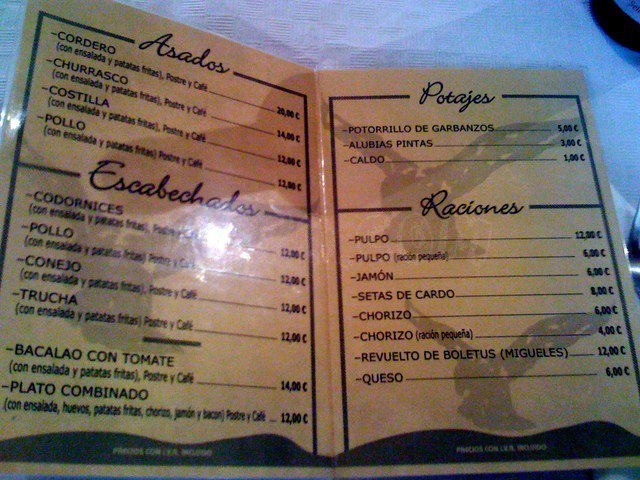 Asados
-CORDERO
(con ensalada y patatas fritas), Postre y Café 20,00 €
-CHURRASCO
(con ensalada y patatas fritas), Postre y Café 14,00 €
-COSTILLA
(con ensalada y patatas fritas), Postre y Café 12,00 €
-POLLO
(con ensalada y patatas fritas) Postre y Café 12,00 €
Escabechados
-CODORNICES
(con ensalada y patatas fritas), Postre y Café 12,00 €
-POLLO
(con ensalada y patatas fritas), Postre y Café 12,00 €
-CONEJO
(con ensalada y patatas fritas), Postre y Café 12,00 €
-TRUCHA
(con ensalada y patatas fritas), Postre y Café 12,00 €
-BACALAO CON TOMATE
(con ensalada y patatas fritas), Postre y Café 14,00 €
-PLATO COMBINADO
(con ensalada, huevos, patatas fritas, chorizo, jamón y bacon) Postre y Café 12,00 €
PRECIOS CON I.V.A. INCLUIDO
Potajes
-POTORRILLO DE GARBANZOS 5,00 €
-ALUBIAS PINTAS 3,00 €
-CALDO 1,00 €
Raciones
-PULPO 12,00 €
-PULPO (ración pequeña) 6,00 €
-JAMÓN 6,00 €
-SETAS DE CARDO 8,00 €
-CHORIZO 6,00 €
-CHORIZO (ración pequeña) 4,00 €
-REVUELTO DE BOLETUS (MIGUELES) 12,00 €
-QUESO 6,00 €
PRECIOS CON I.V.A. INCLUIDO